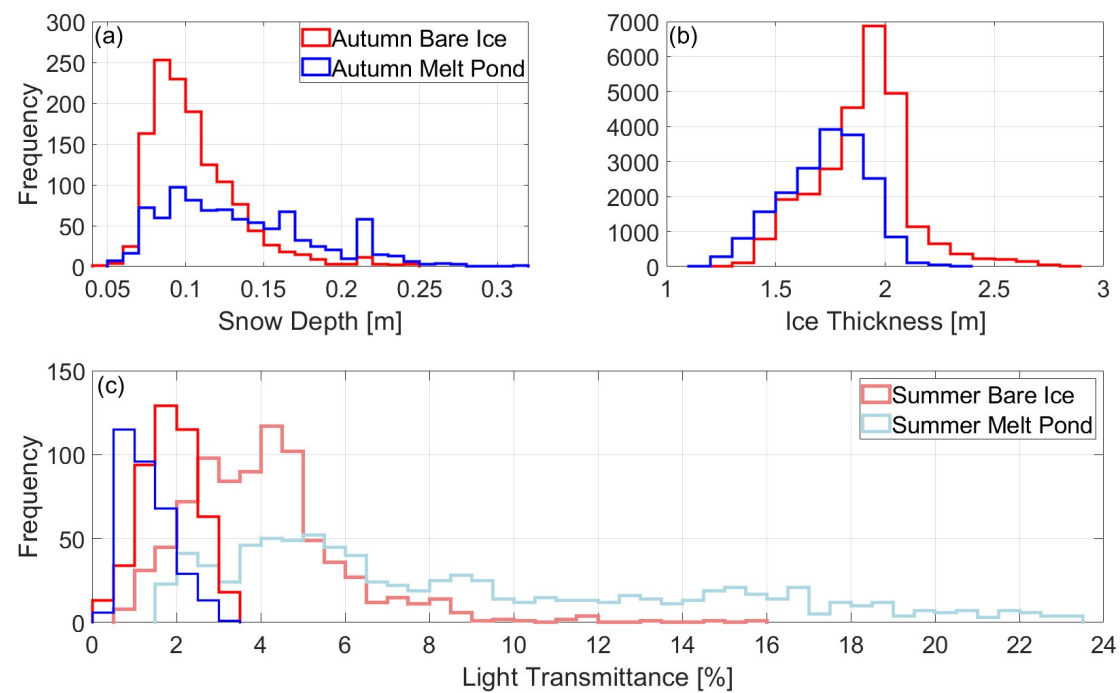 (a)
Autumn Bare Ice
Autumn Melt Pond
300
250
200
150
100
50
0
Frequency
0.05 0.1 0.15 0.2 0.25 0.3
Snow Depth [m]
(b)
7000
6000
5000
4000
3000
2000
1000
0
1 1.5 2 2.5 3
Ice Thickness [m]
(c)
Summer Bare Ice
Summer Melt Pond
150
100
50
0
Frequency
0 2 4 6 8 10 12 14 16 18 20 22 24
Light Transmittance [%]